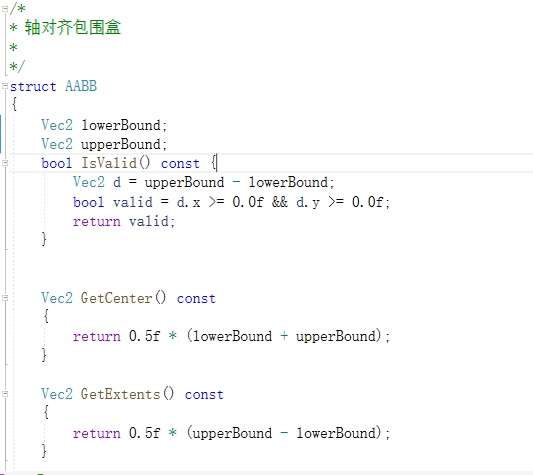 /*
* 轴对齐包围盒
*
*/
struct AABB
{
Vec2 lowerBound;
Vec2 upperBound;
bool IsValid() const {
Vec2 d = upperBound - lowerBound;
bool valid = d.x >= 0.0f && d.y >= 0.0f;
return valid;
}
Vec2 GetCenter() const
{
return 0.5f * (lowerBound + upperBound);
}
Vec2 GetExtents() const
{
return 0.5f * (upperBound - lowerBound);
}